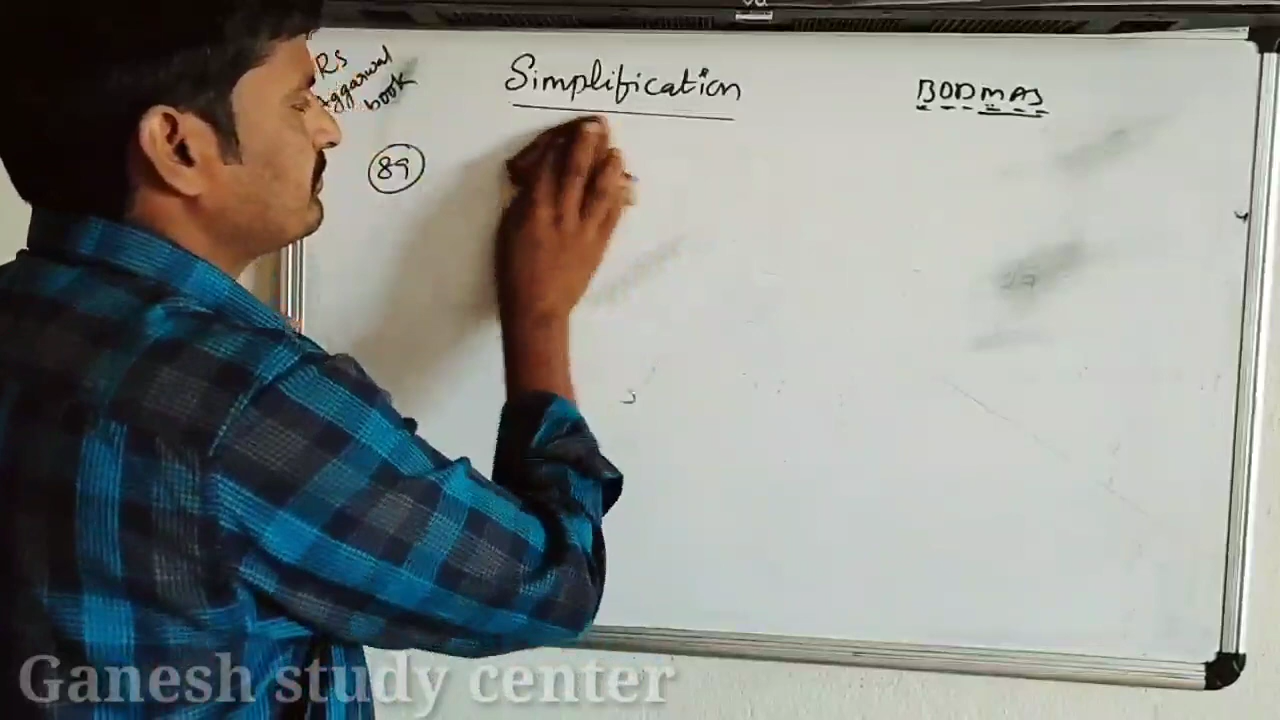 RS
Aggarwal
book
Simplification
BODMAS
89
Ganesh study center